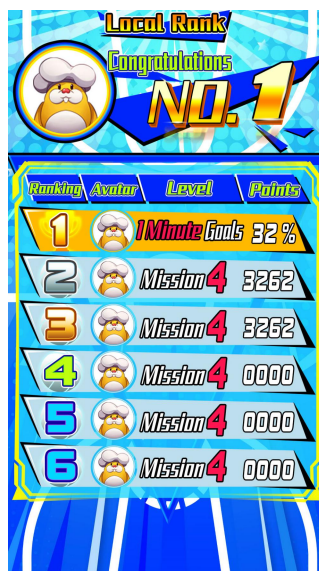 Local Rank
Congratulations
NO.1
Ranking Avatar Level Points
1 1 Minute Goals 32 %
2 Mission 4 3262
3 Mission 4 3262
4 Mission 4 0000
5 Mission 4 0000
6 Mission 4 0000